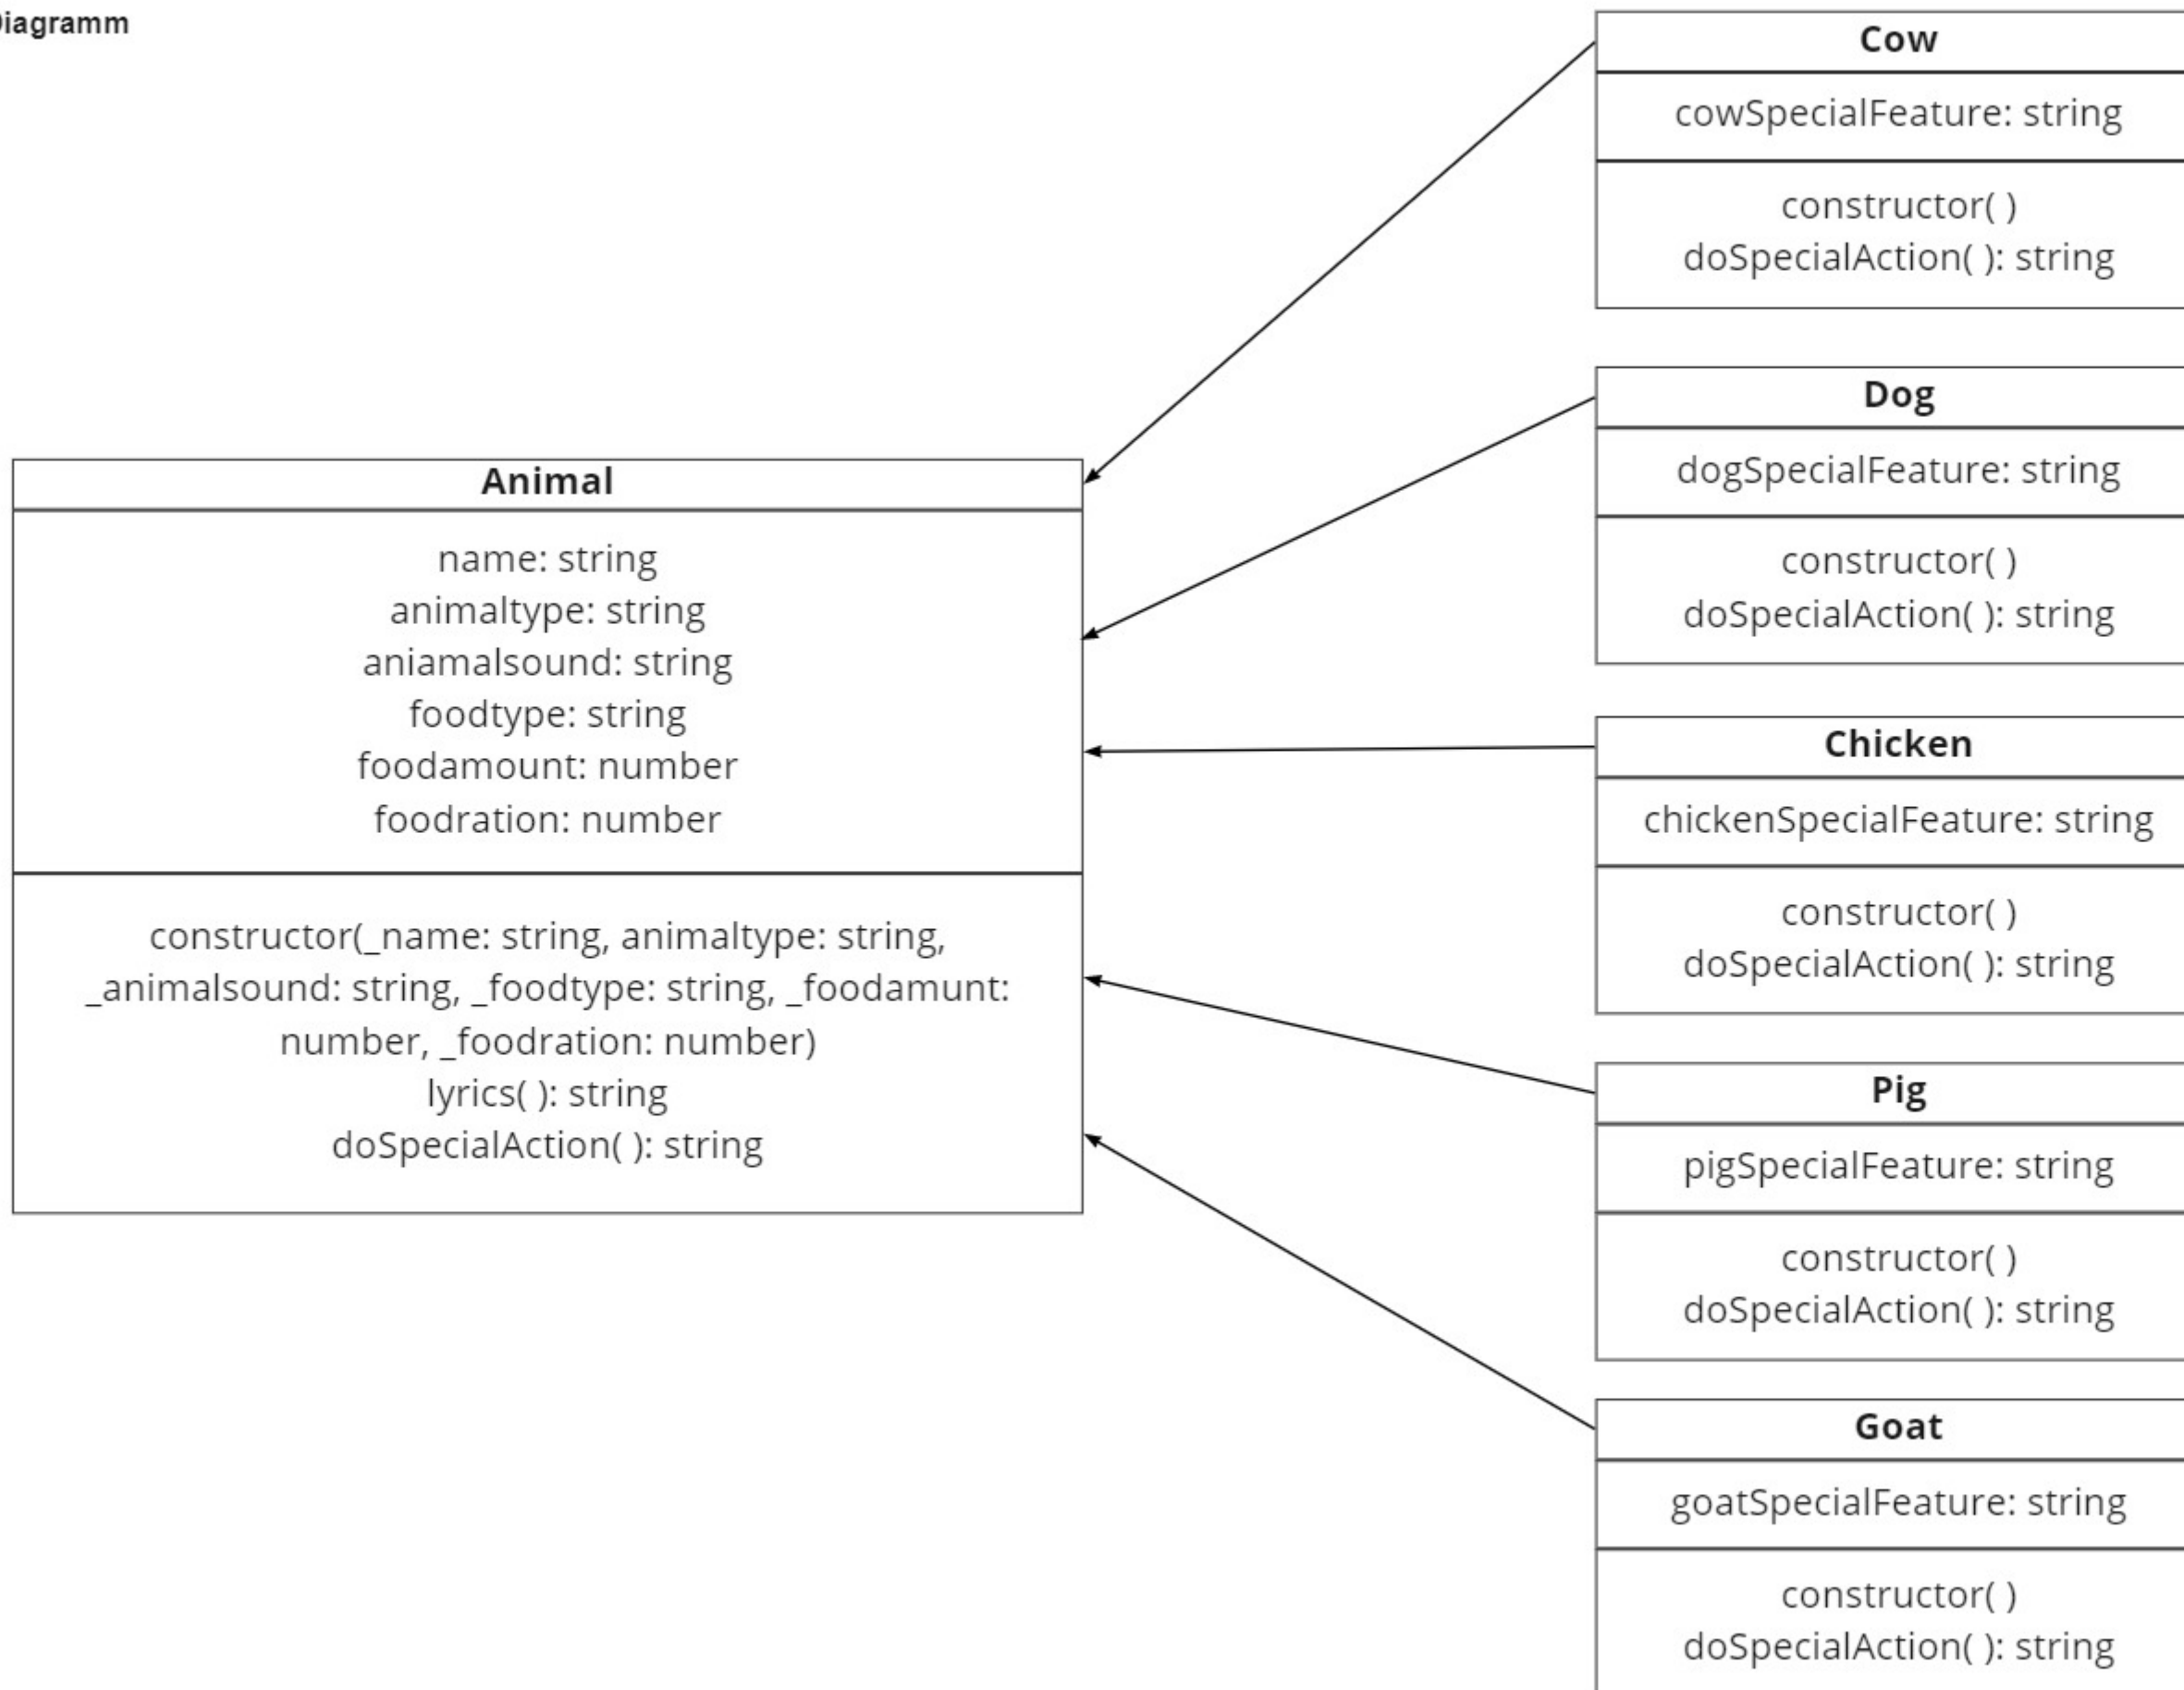 Diagramm
Animal
name: string
animaltype: string
aniamalsound: string
foodtype: string
foodamount: number
foodration: number
constructor(_name: string, animaltype: string,
_animalsound: string, _foodtype: string, _foodamunt:
number, _foodration: number)
lyrics( ): string
doSpecialAction( ): string
Cow
cowSpecialFeature: string
constructor( )
doSpecialAction( ): string
Dog
dogSpecialFeature: string
constructor( )
doSpecialAction( ): string
Chicken
chickenSpecialFeature: string
constructor( )
doSpecialAction( ): string
Pig
pigSpecialFeature: string
constructor( )
doSpecialAction( ): string
Goat
goatSpecialFeature: string
constructor( )
doSpecialAction( ): string